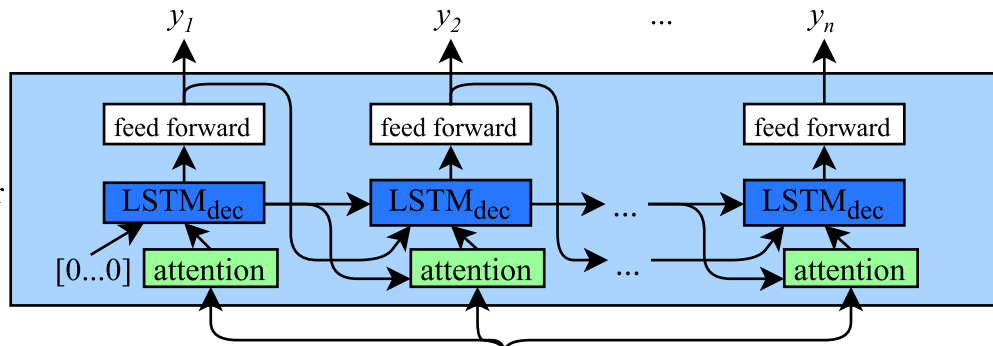 y1 y2 ... yn
feed forward feed forward feed forward
LSTMdec LSTMdec ... LSTMdec
[0...0] attention attention ... attention